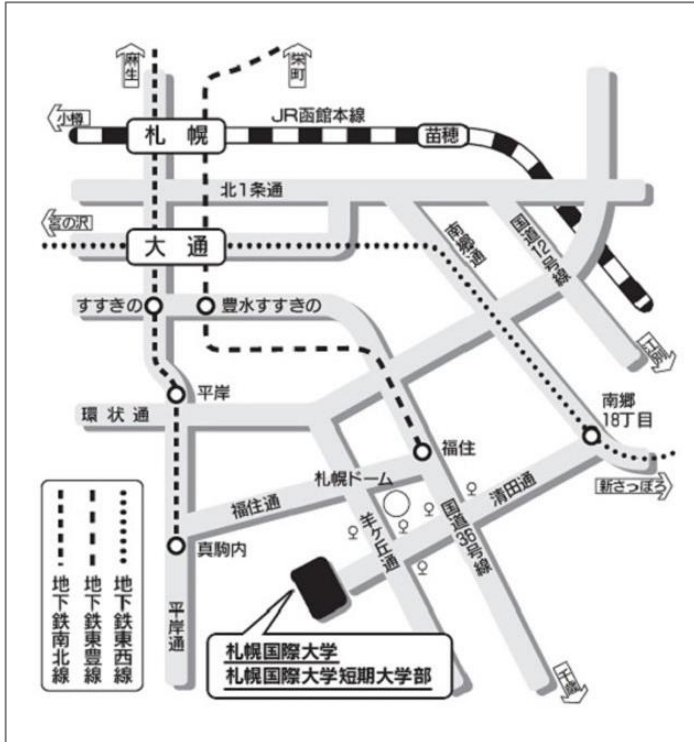 麻生
栄町
小樽
JR函館本線
札幌
苗穂
北1条通
宮の沢
大通
南郷通
国道12号線
すすきの
豊水すすきの
江別
平岸
環状通
南郷
18丁目
福住
札幌ドーム
新さっぽろ
福住通
清田通
羊ヶ丘通
国道36号線
真駒内
平岸通
地下鉄東西線
地下鉄東豊線
地下鉄南北線
札幌国際大学
札幌国際大学短期大学部
千歳